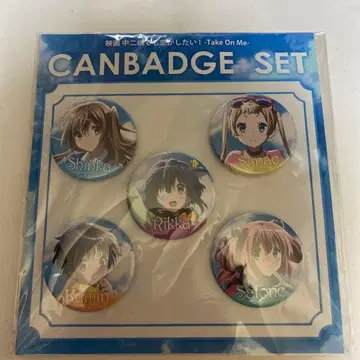 映画 中二病でも恋がしたい！-Take On Me-
CANBADGE SET
Shinka
Sanae
Rikka
Kumin
Satone